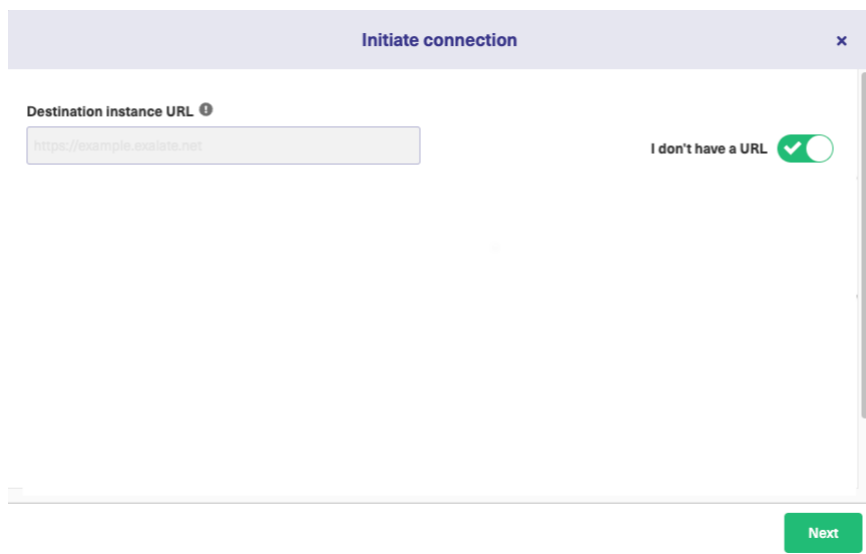 Initiate connection
Destination instance URL
https://example.exalate.net
I don't have a URL
Next